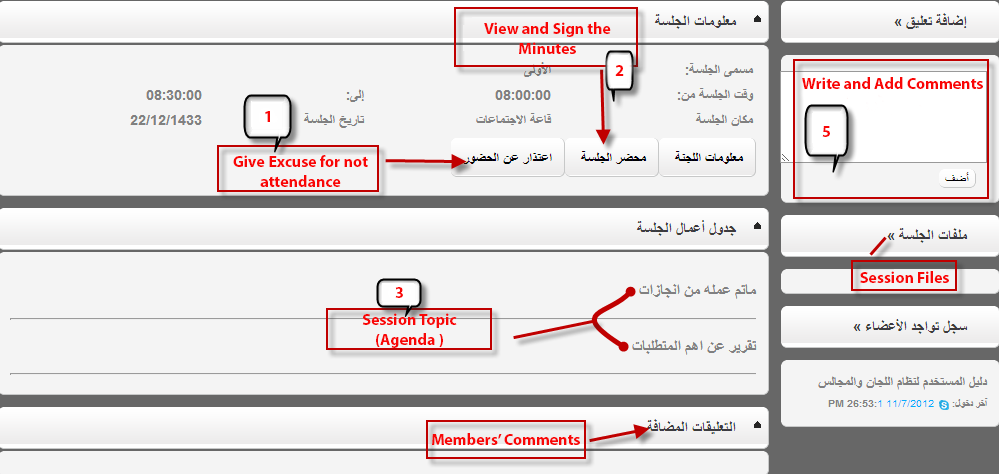 إضافة تعليق »
Write and Add Comments
5
أضف
ملفات الجلسة »
Session Files
سجل تواجد الأعضاء »
دليل المستخدم لنظام اللجان والمجالس
آخر دخول: 11/7/2012 1:26:53 PM
معلومات الجلسة
View and Sign the
Minutes
2
مسمى الجلسة: الأولى
وقت الجلسة من: 08:00:00 إلى: 08:30:00
مكان الجلسة قاعة الاجتماعات تاريخ الجلسة 22/12/1433
1
معلومات اللجنة محضر الجلسة اعتذار عن الحضور
Give Excuse for not
attendance
جدول أعمال الجلسة
ماتم عمله من انجازات
3
Session Topic
(Agenda )
تقرير عن اهم المتطلبات
التعليقات المضافة
Members’ Comments